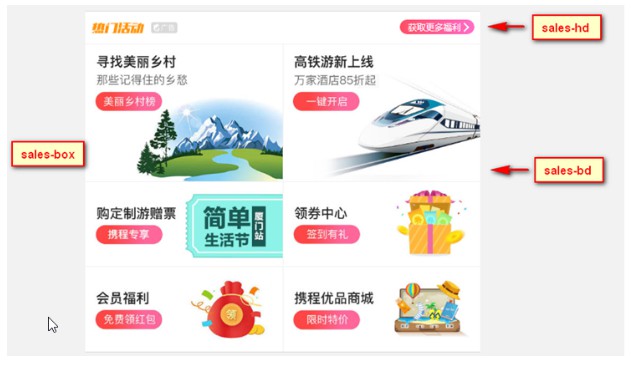 热门活动 广告
获取更多福利 >
sales-hd
寻找美丽乡村
那些记得住的乡愁
美丽乡村榜
高铁游新上线
万家酒店85折起
一键开启
sales-box
sales-bd
购定制游赠票
携程专享
简单
生活节
厦门站
领券中心
签到有礼
会员福利
免费领红包
领
携程优品商城
限时特价